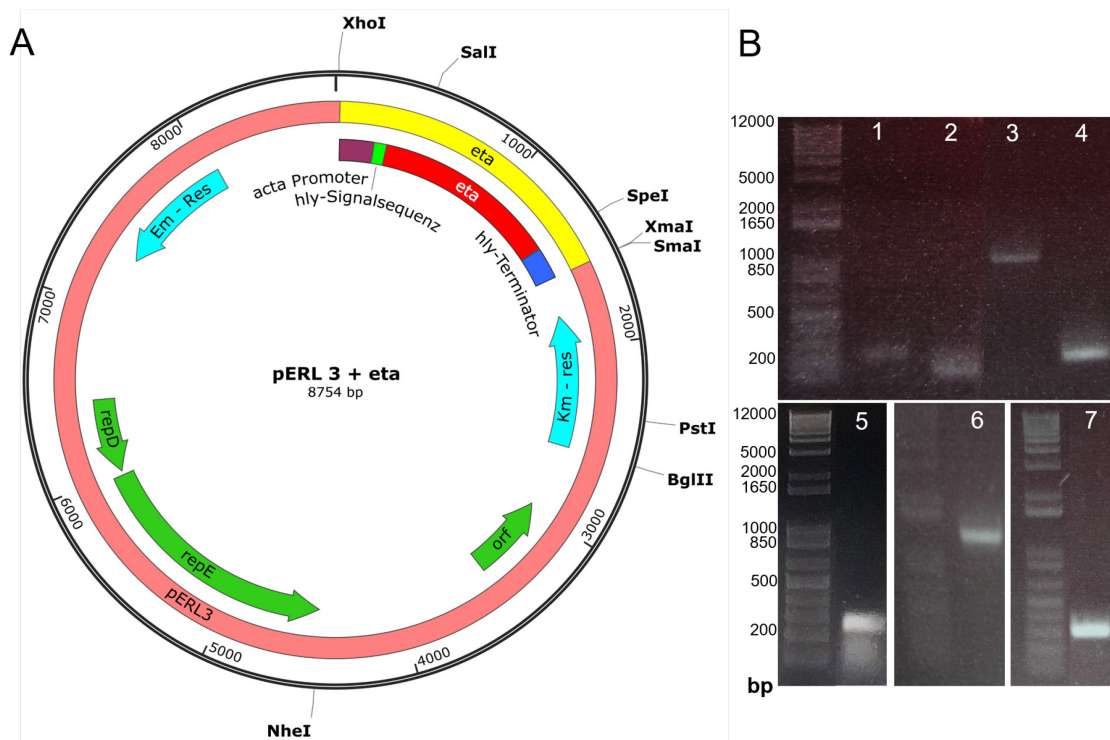 A
XhoI
SalI
SpeI
XmaI
SmaI
PstI
BglII
NheI
1000
2000
3000
4000
5000
6000
7000
8000
eta
acta Promoter
hly-Signalsequenz
eta
hly-Terminator
Em - Res
Km - res
orf
repE
repD
pERL3
pERL 3 + eta
8754 bp
B
12000
5000
2000
1650
1000
850
500
200
1
2
3
4
12000
5000
2000
1650
1000
850
500
200
bp
5
6
7